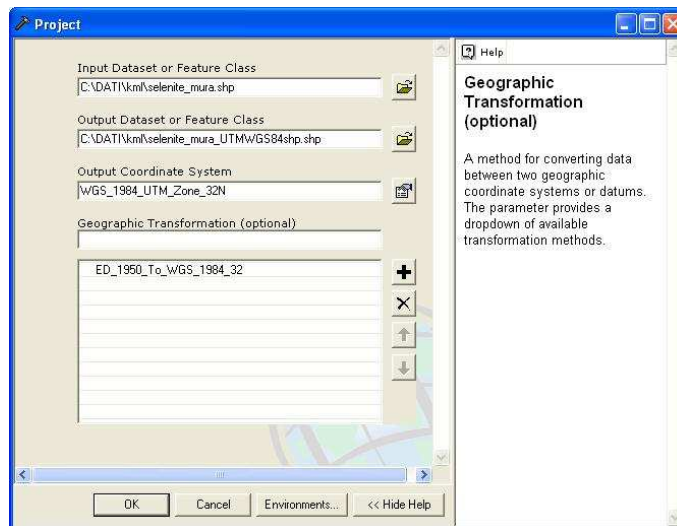 Project
Input Dataset or Feature Class
C:\DATI\kml\selenite_mura.shp
Output Dataset or Feature Class
C:\DATI\kml\selenite_mura_UTMWGS84shp.shp
Output Coordinate System
WGS_1984_UTM_Zone_32N
Geographic Transformation (optional)
ED_1950_To_WGS_1984_32
OK
Cancel
Environments...
<< Hide Help
Help
Geographic
Transformation
(optional)
A method for converting data
between two geographic
coordinate systems or datums.
The parameter provides a
dropdown of available
transformation methods.